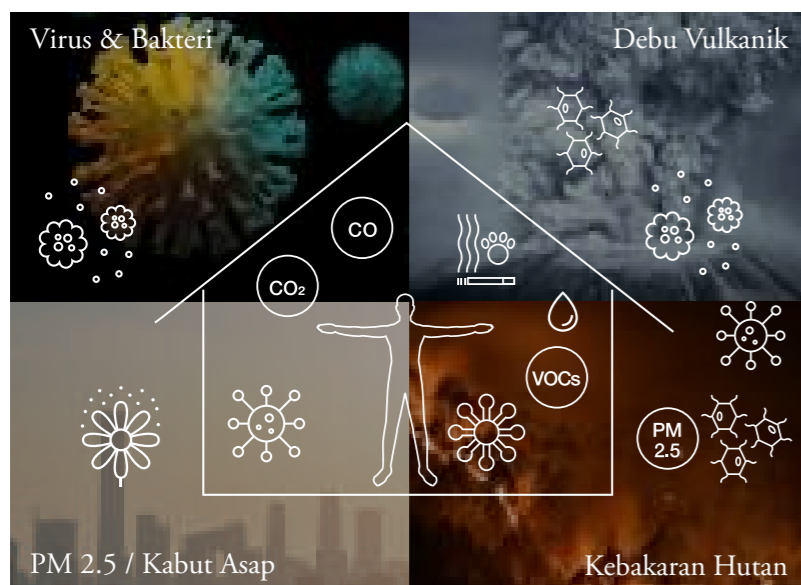 Virus & Bakteri
Debu Vulkanik
CO
CO₂
VOCs
PM
2.5
PM 2.5 / Kabut Asap
Kebakaran Hutan